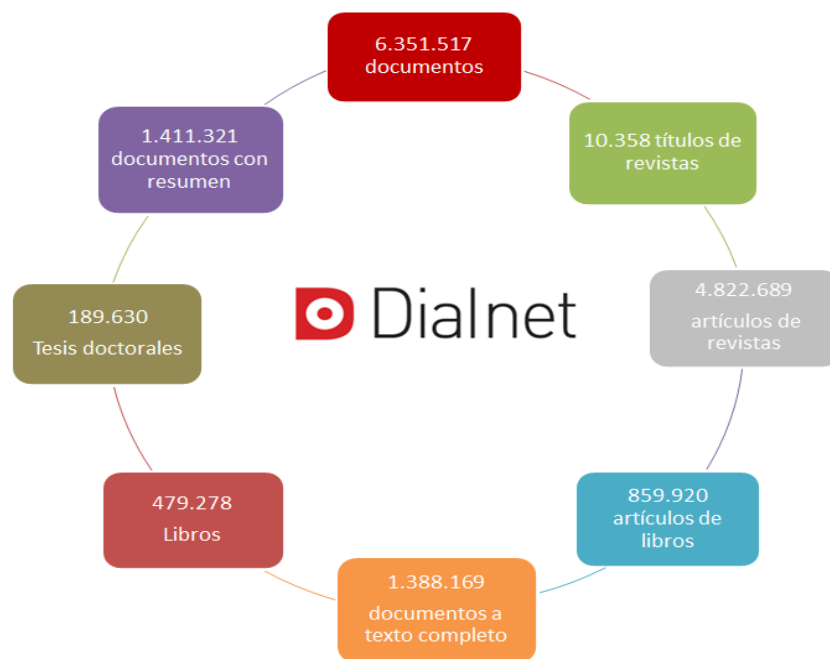 6.351.517
documentos
10.358 títulos de
revistas
4.822.689
artículos de
revistas
859.920
artículos de
libros
1.388.169
documentos a
texto completo
479.278
Libros
189.630
Tesis doctorales
1.411.321
documentos con
resumen
Dialnet